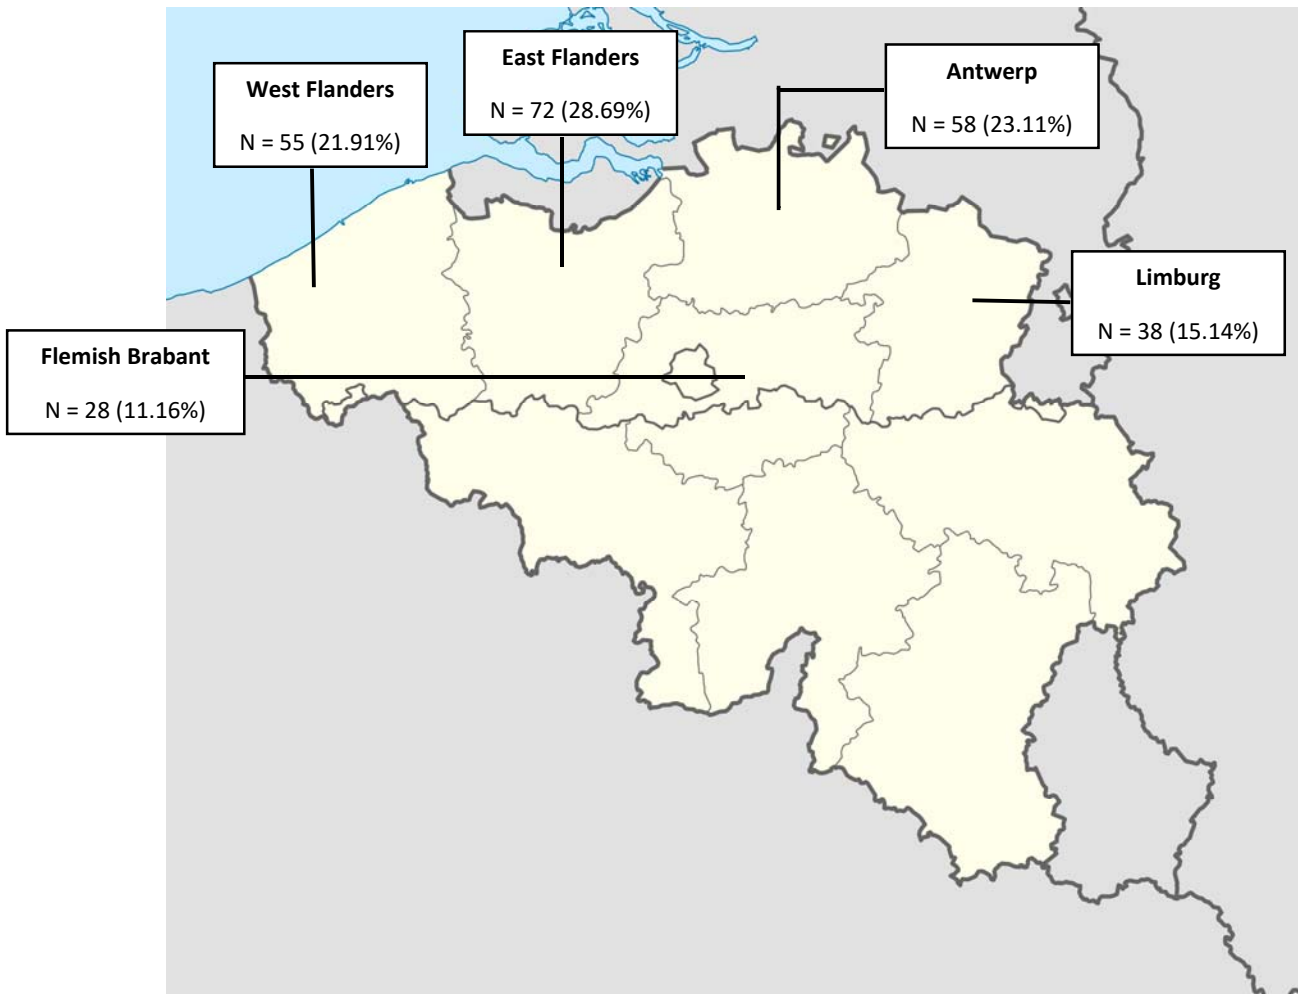 East Flanders
N = 72 (28.69%)
West Flanders
N = 55 (21.91%)
Antwerp
N = 58 (23.11%)
Limburg
N = 38 (15.14%)
Flemish Brabant
N = 28 (11.16%)